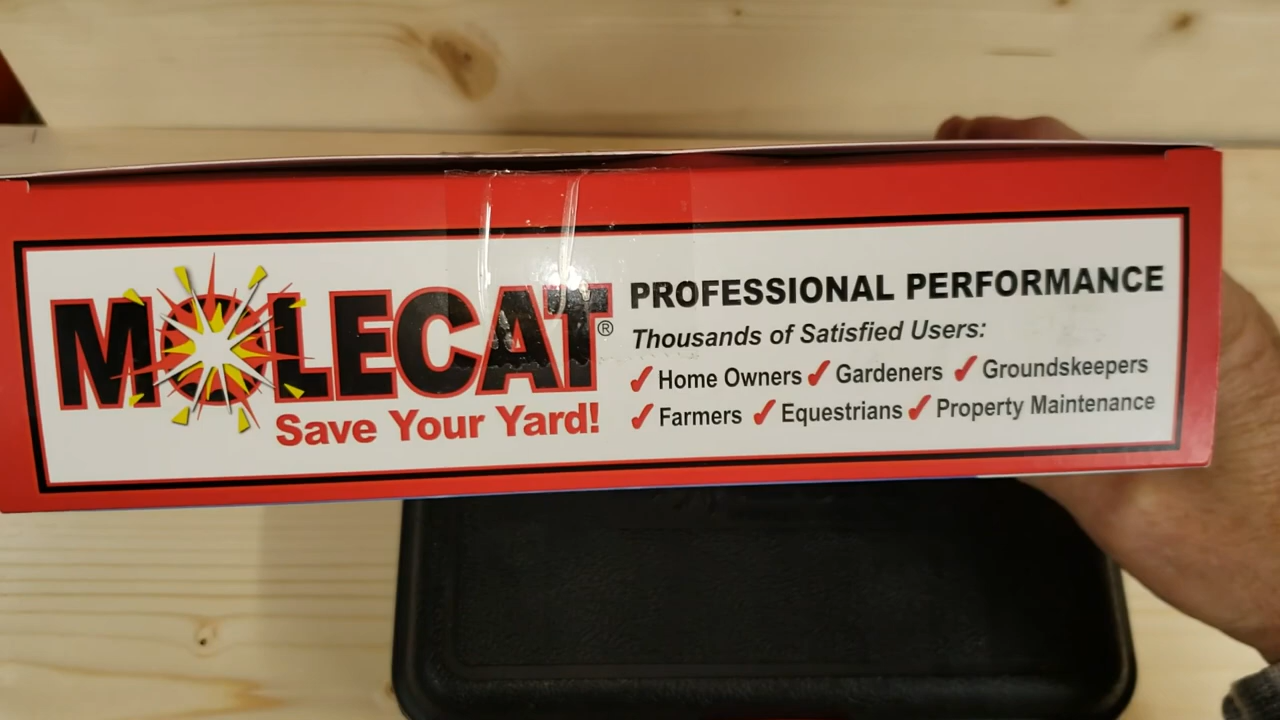 MOLECAT®
Save Your Yard!
PROFESSIONAL PERFORMANCE
Thousands of Satisfied Users:
✓ Home Owners ✓ Gardeners ✓ Groundskeepers
✓ Farmers ✓ Equestrians ✓ Property Maintenance